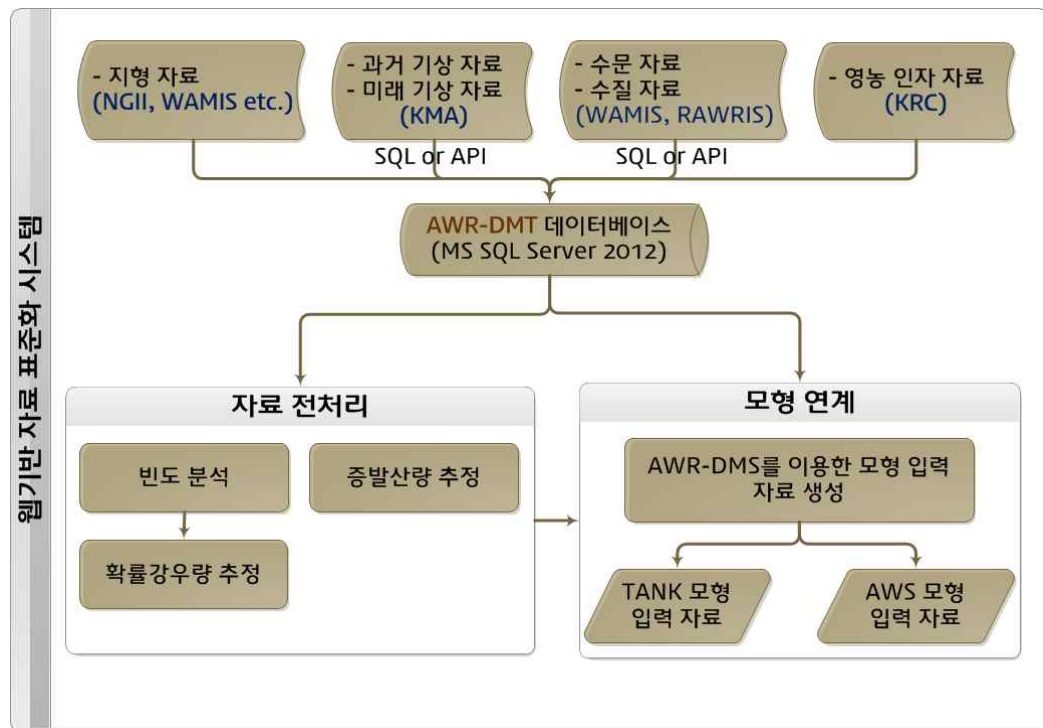 웹기반 자료 표준화 시스템
- 지형 자료
(NGII, WAMIS etc.)
- 과거 기상 자료
- 미래 기상 자료
(KMA)
- 수문 자료
- 수질 자료
(WAMIS, RAWRIS)
- 영농 인자 자료
(KRC)
SQL or API
SQL or API
AWR-DMT 데이터베이스
(MS SQL Server 2012)
자료 전처리
빈도 분석
증발산량 추정
확률강우량 추정
모형 연계
AWR-DMS를 이용한 모형 입력
자료 생성
TANK 모형
입력 자료
AWS 모형
입력 자료